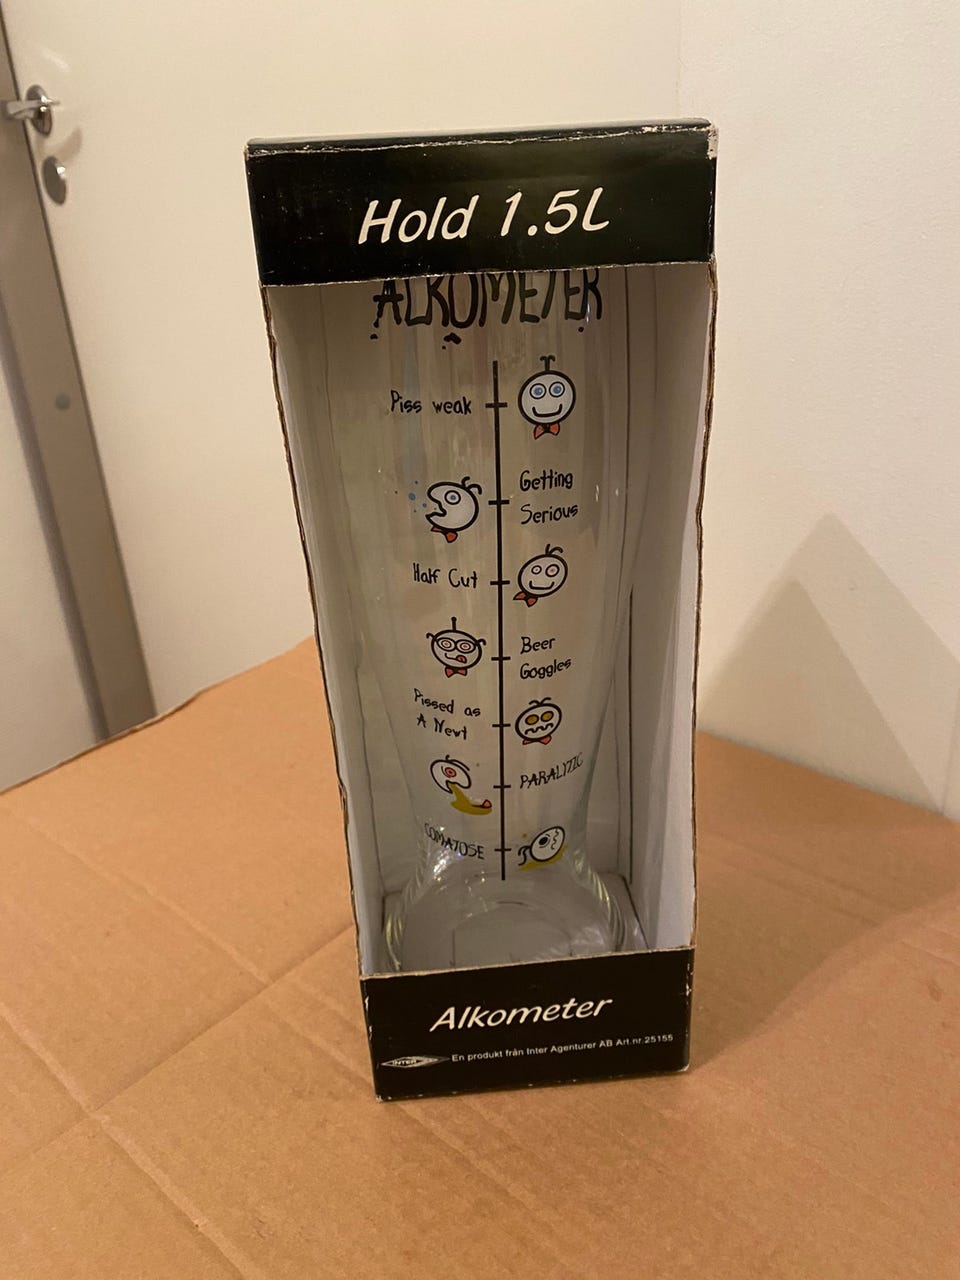 Hold 1.5L
ALKOMETER
Piss weak
Getting
Serious
Half Cut
Beer
Goggles
Pissed as
A Newt
PARALYZIC
COMATOSE
Alkometer
INTER
En produkt från Inter Agenturer AB Art.nr.25155